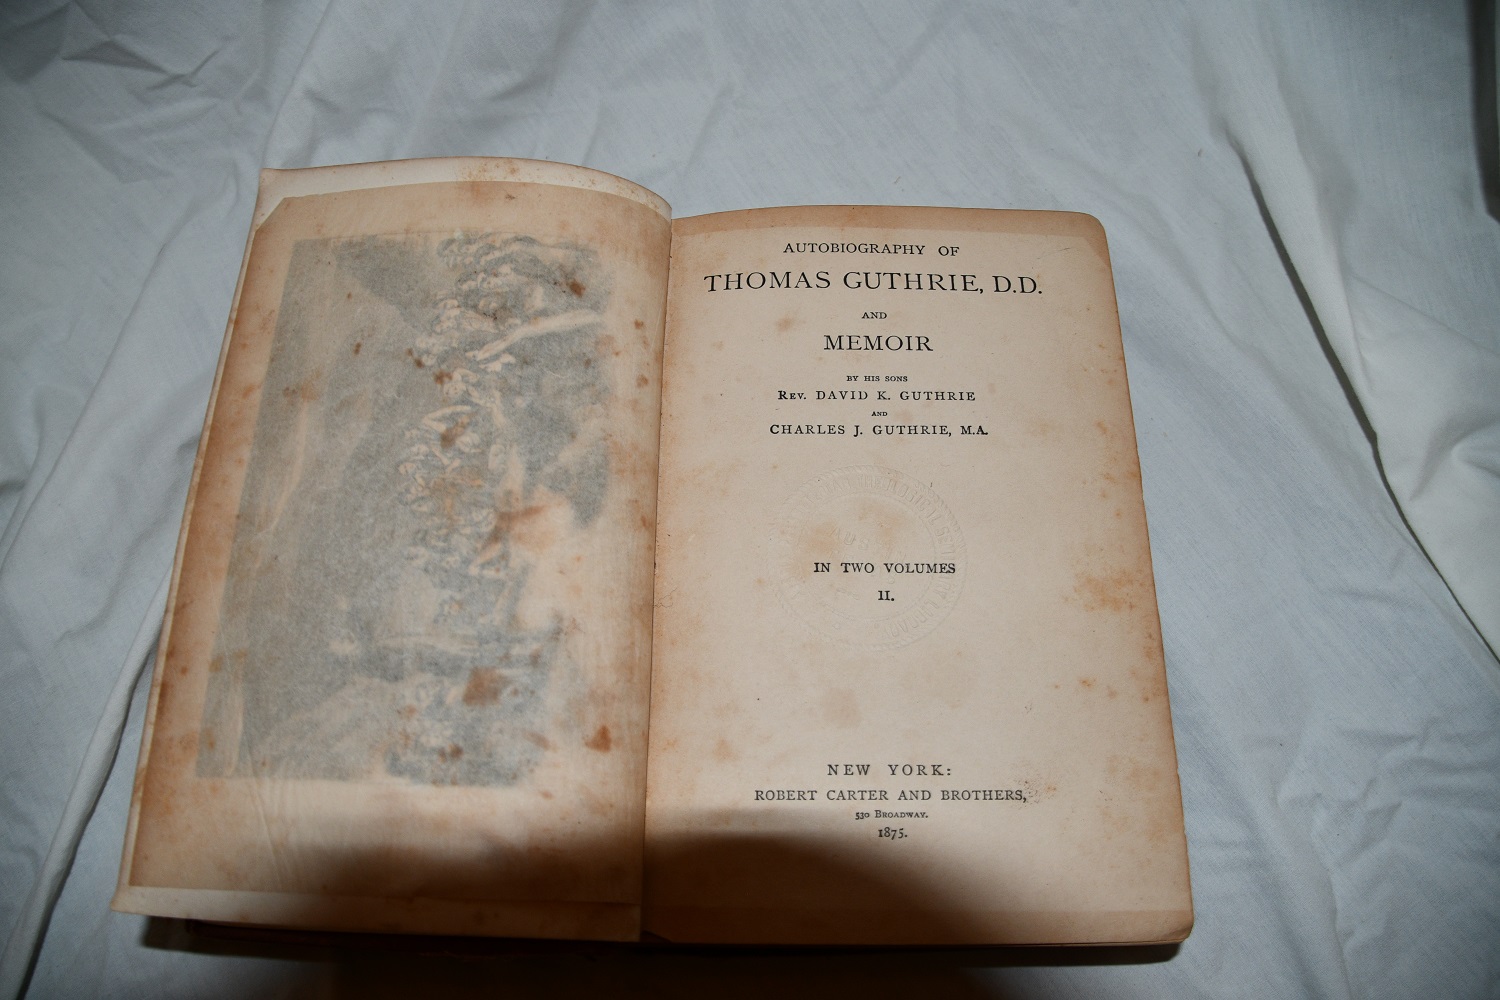 AUTOBIOGRAPHY OF
THOMAS GUTHRIE, D.D.
AND
MEMOIR
BY HIS SONS
REV. DAVID K. GUTHRIE
AND
CHARLES J. GUTHRIE, M.A.
IN TWO VOLUMES
II.
NEW YORK:
ROBERT CARTER AND BROTHERS,
530 BROADWAY.
1875.